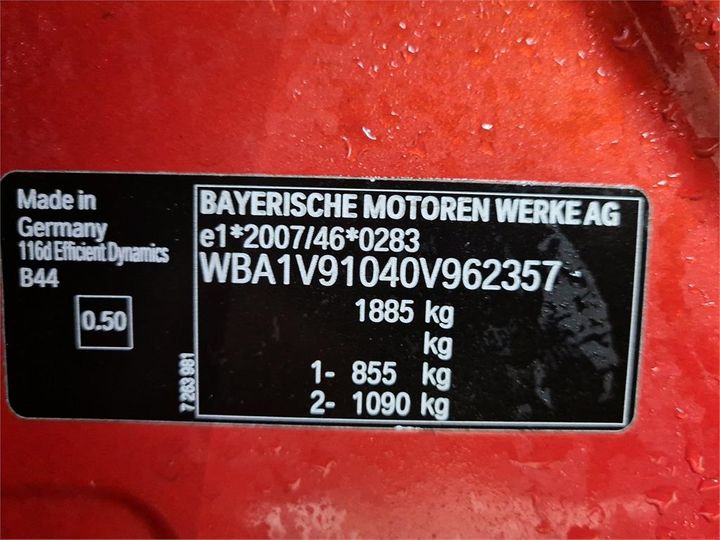 Made in
Germany
116d Efficient Dynamics
B44
0.50
7 263 981
BAYERISCHE MOTOREN WERKE AG
e1*2007/46*0283
WBA1V91040V962357
1885 kg
kg
1- 855 kg
2- 1090 kg